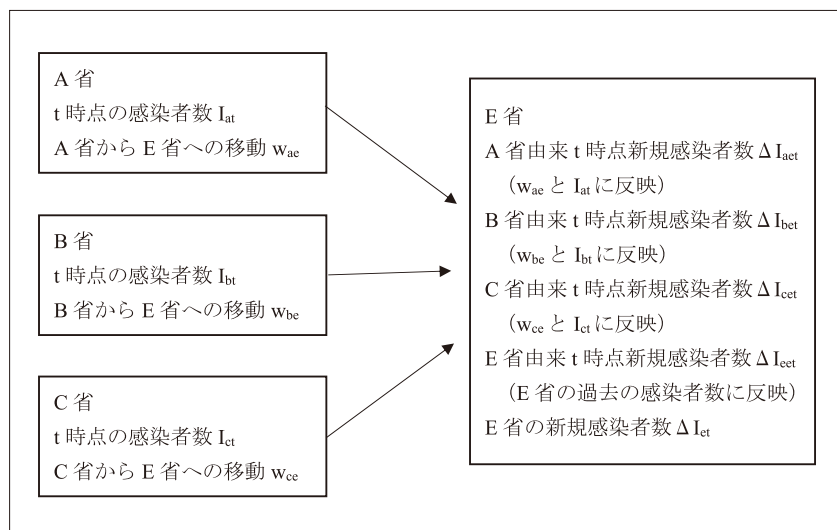 A 省
t 時点の感染者数 Iat
A 省から E 省への移動 wae
B 省
t 時点の感染者数 Ibt
B 省から E 省への移動 wbe
C 省
t 時点の感染者数 Ict
C 省から E 省への移動 wce
E 省
A 省由来 t 時点新規感染者数 Δ Iaet
(wae と Iat に反映)
B 省由来 t 時点新規感染者数 Δ Ibet
(wbe と Ibt に反映)
C 省由来 t 時点新規感染者数 Δ Icet
(wce と Ict に反映)
E 省由来 t 時点新規感染者数 Δ Ieet
(E 省の過去の感染者数に反映)
E 省の新規感染者数 Δ Iet